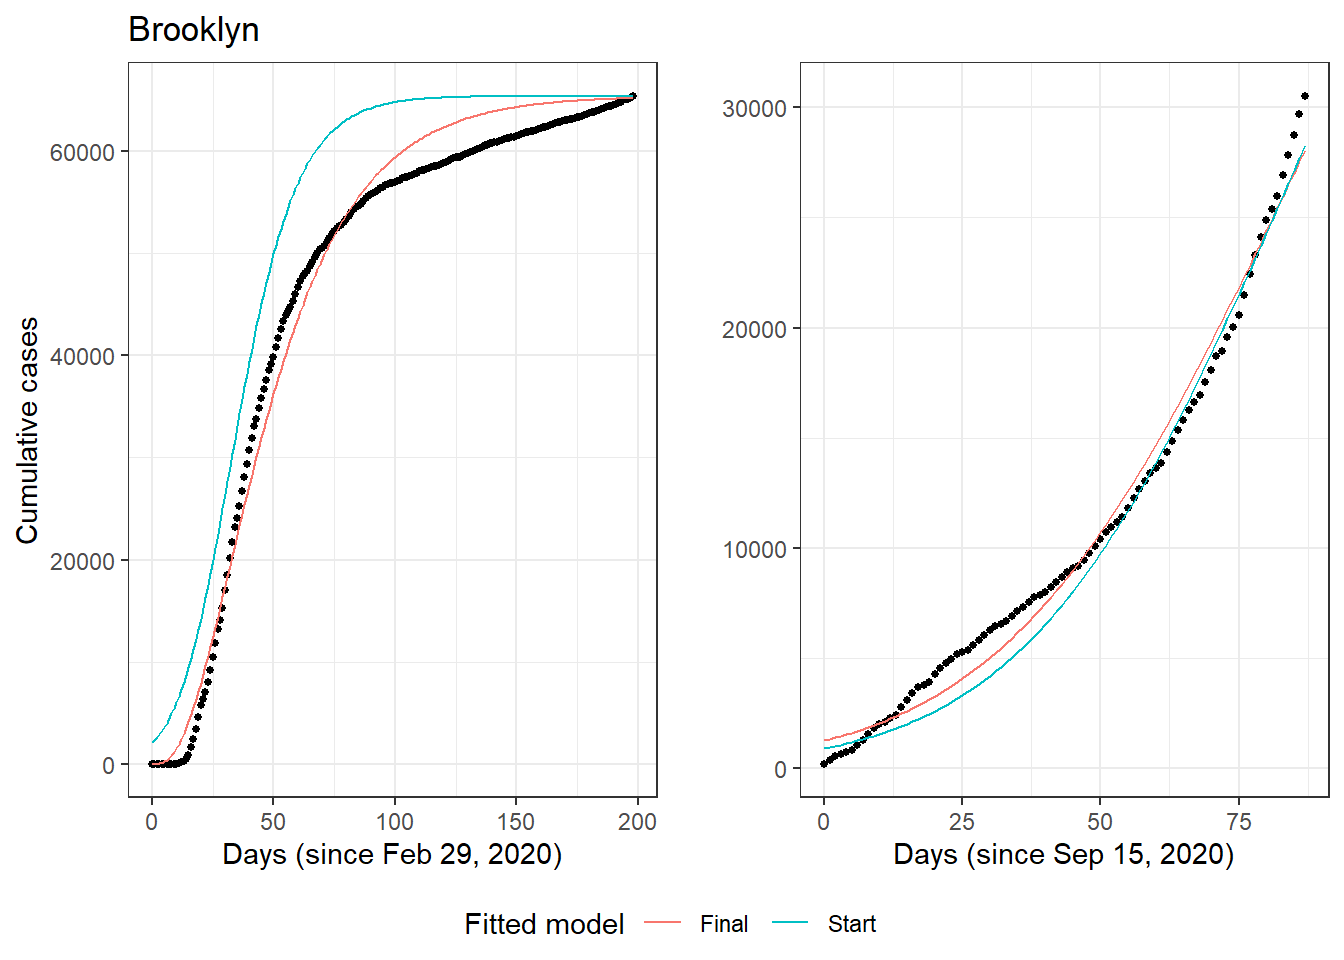 Brooklyn
Cumulative cases
60000
40000
20000
0
0 50 100 150 200
Days (since Feb 29, 2020)
30000
20000
10000
0
0 25 50 75
Days (since Sep 15, 2020)
Fitted model Final Start